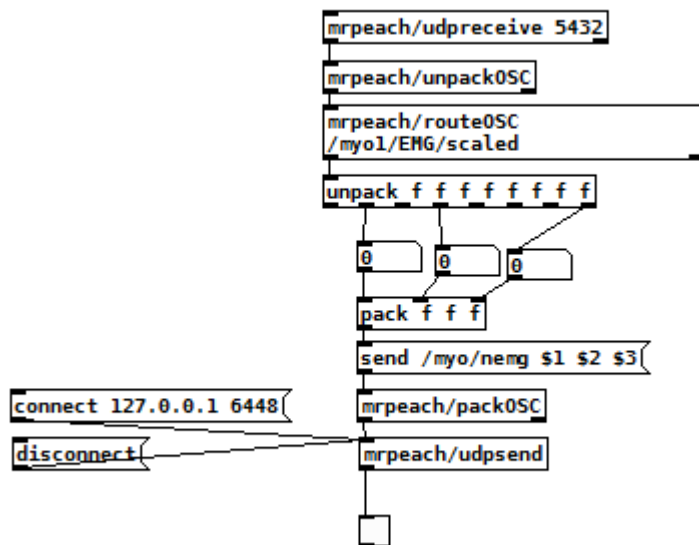 mrpeach/udpreceive 5432
mrpeach/unpackOSC
mrpeach/routeOSC
/myo1/EMG/scaled
unpack f f f f f f f f
0
0
0
pack f f f
send /myo/nemg $1 $2 $3
connect 127.0.0.1 6448
mrpeach/packOSC
disconnect
mrpeach/udpsend